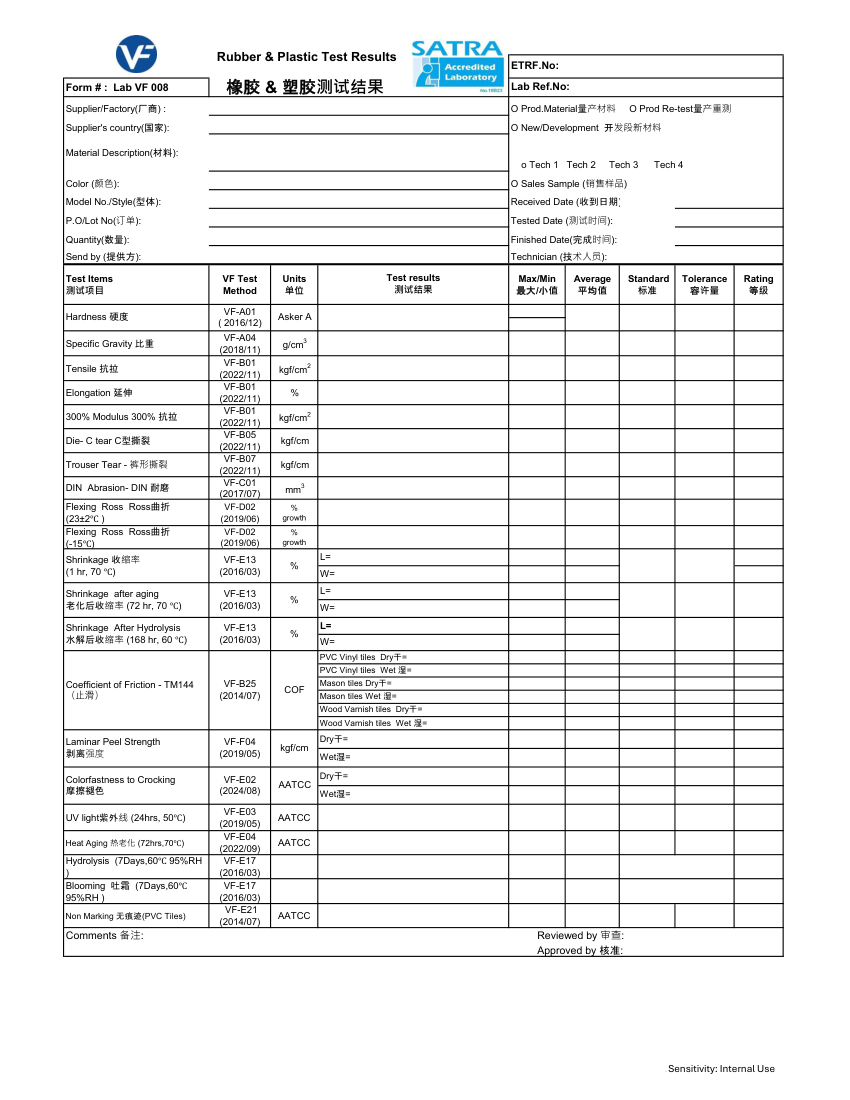 VF
Rubber & Plastic Test Results
SATRA
Accredited
Laboratory
ETRF.No:
Form # : Lab VF 008
橡胶 & 塑胶测试结果
Lab Ref.No:
Supplier/Factory(厂商) :
O Prod.Material量产材料 O Prod Re-test量产重测
Supplier's country(国家):
O New/Development 开发段新材料
Material Description(材料):
o Tech 1 Tech 2 Tech 3 Tech 4
Color (颜色):
O Sales Sample (销售样品)
Model No./Style(型体):
Received Date (收到日期)
P.O/Lot No(订单):
Tested Date (测试时间):
Quantity(数量):
Finished Date(完成时间):
Send by (提供方):
Technician (技术人员):
Test Items VF Test Units Test results Max/Min Average Standard Tolerance Rating
测试项目 Method 单位 测试结果 最大/小值 平均值 标准 容许量 等级
Hardness 硬度 VF-A01 Asker A
( 2016/12)
Specific Gravity 比重 VF-A04 g/cm3
(2018/11)
Tensile 抗拉 VF-B01 kgf/cm2
(2022/11)
Elongation 延伸 VF-B01 %
(2022/11)
300% Modulus 300% 抗拉 VF-B01 kgf/cm2
(2022/11)
Die- C tear C型撕裂 VF-B05 kgf/cm
(2022/11)
Trouser Tear - 裤形撕裂 VF-B07 kgf/cm
(2022/11)
DIN Abrasion- DIN 耐磨 VF-C01 mm3
(2017/07)
Flexing Ross Ross曲折 VF-D02 %
(23±2℃ ) (2019/06) growth
Flexing Ross Ross曲折 VF-D02 %
(-15℃) (2019/06) growth
Shrinkage 收缩率 VF-E13 % L=
(1 hr, 70 ℃) (2016/03) W=
Shrinkage after aging VF-E13 % L=
老化后收缩率 (72 hr, 70 ℃) (2016/03) W=
Shrinkage After Hydrolysis VF-E13 % L=
水解后收缩率 (168 hr, 60 ℃) (2016/03) W=
PVC Vinyl tiles Dry干=
PVC Vinyl tiles Wet 湿=
Coefficient of Friction - TM144 VF-B25 COF Mason tiles Dry干=
（止滑） (2014/07) Mason tiles Wet 湿=
Wood Varnish tiles Dry干=
Wood Varnish tiles Wet 湿=
Laminar Peel Strength VF-F04 kgf/cm Dry干=
剥离强度 (2019/05) Wet湿=
Colorfastness to Crocking VF-E02 AATCC Dry干=
摩擦褪色 (2024/08) Wet湿=
UV light紫外线 (24hrs, 50℃) VF-E03 AATCC
(2019/05)
Heat Aging 热老化 (72hrs,70℃) VF-E04 AATCC
(2022/09)
Hydrolysis (7Days,60℃ 95%RH VF-E17
) (2016/03)
Blooming 吐霜 (7Days,60℃ VF-E17
95%RH ) (2016/03)
Non Marking 无痕迹(PVC Tiles) VF-E21 AATCC
(2014/07)
Comments 备注:
Reviewed by 审查:
Approved by 核准:
Sensitivity: Internal Use